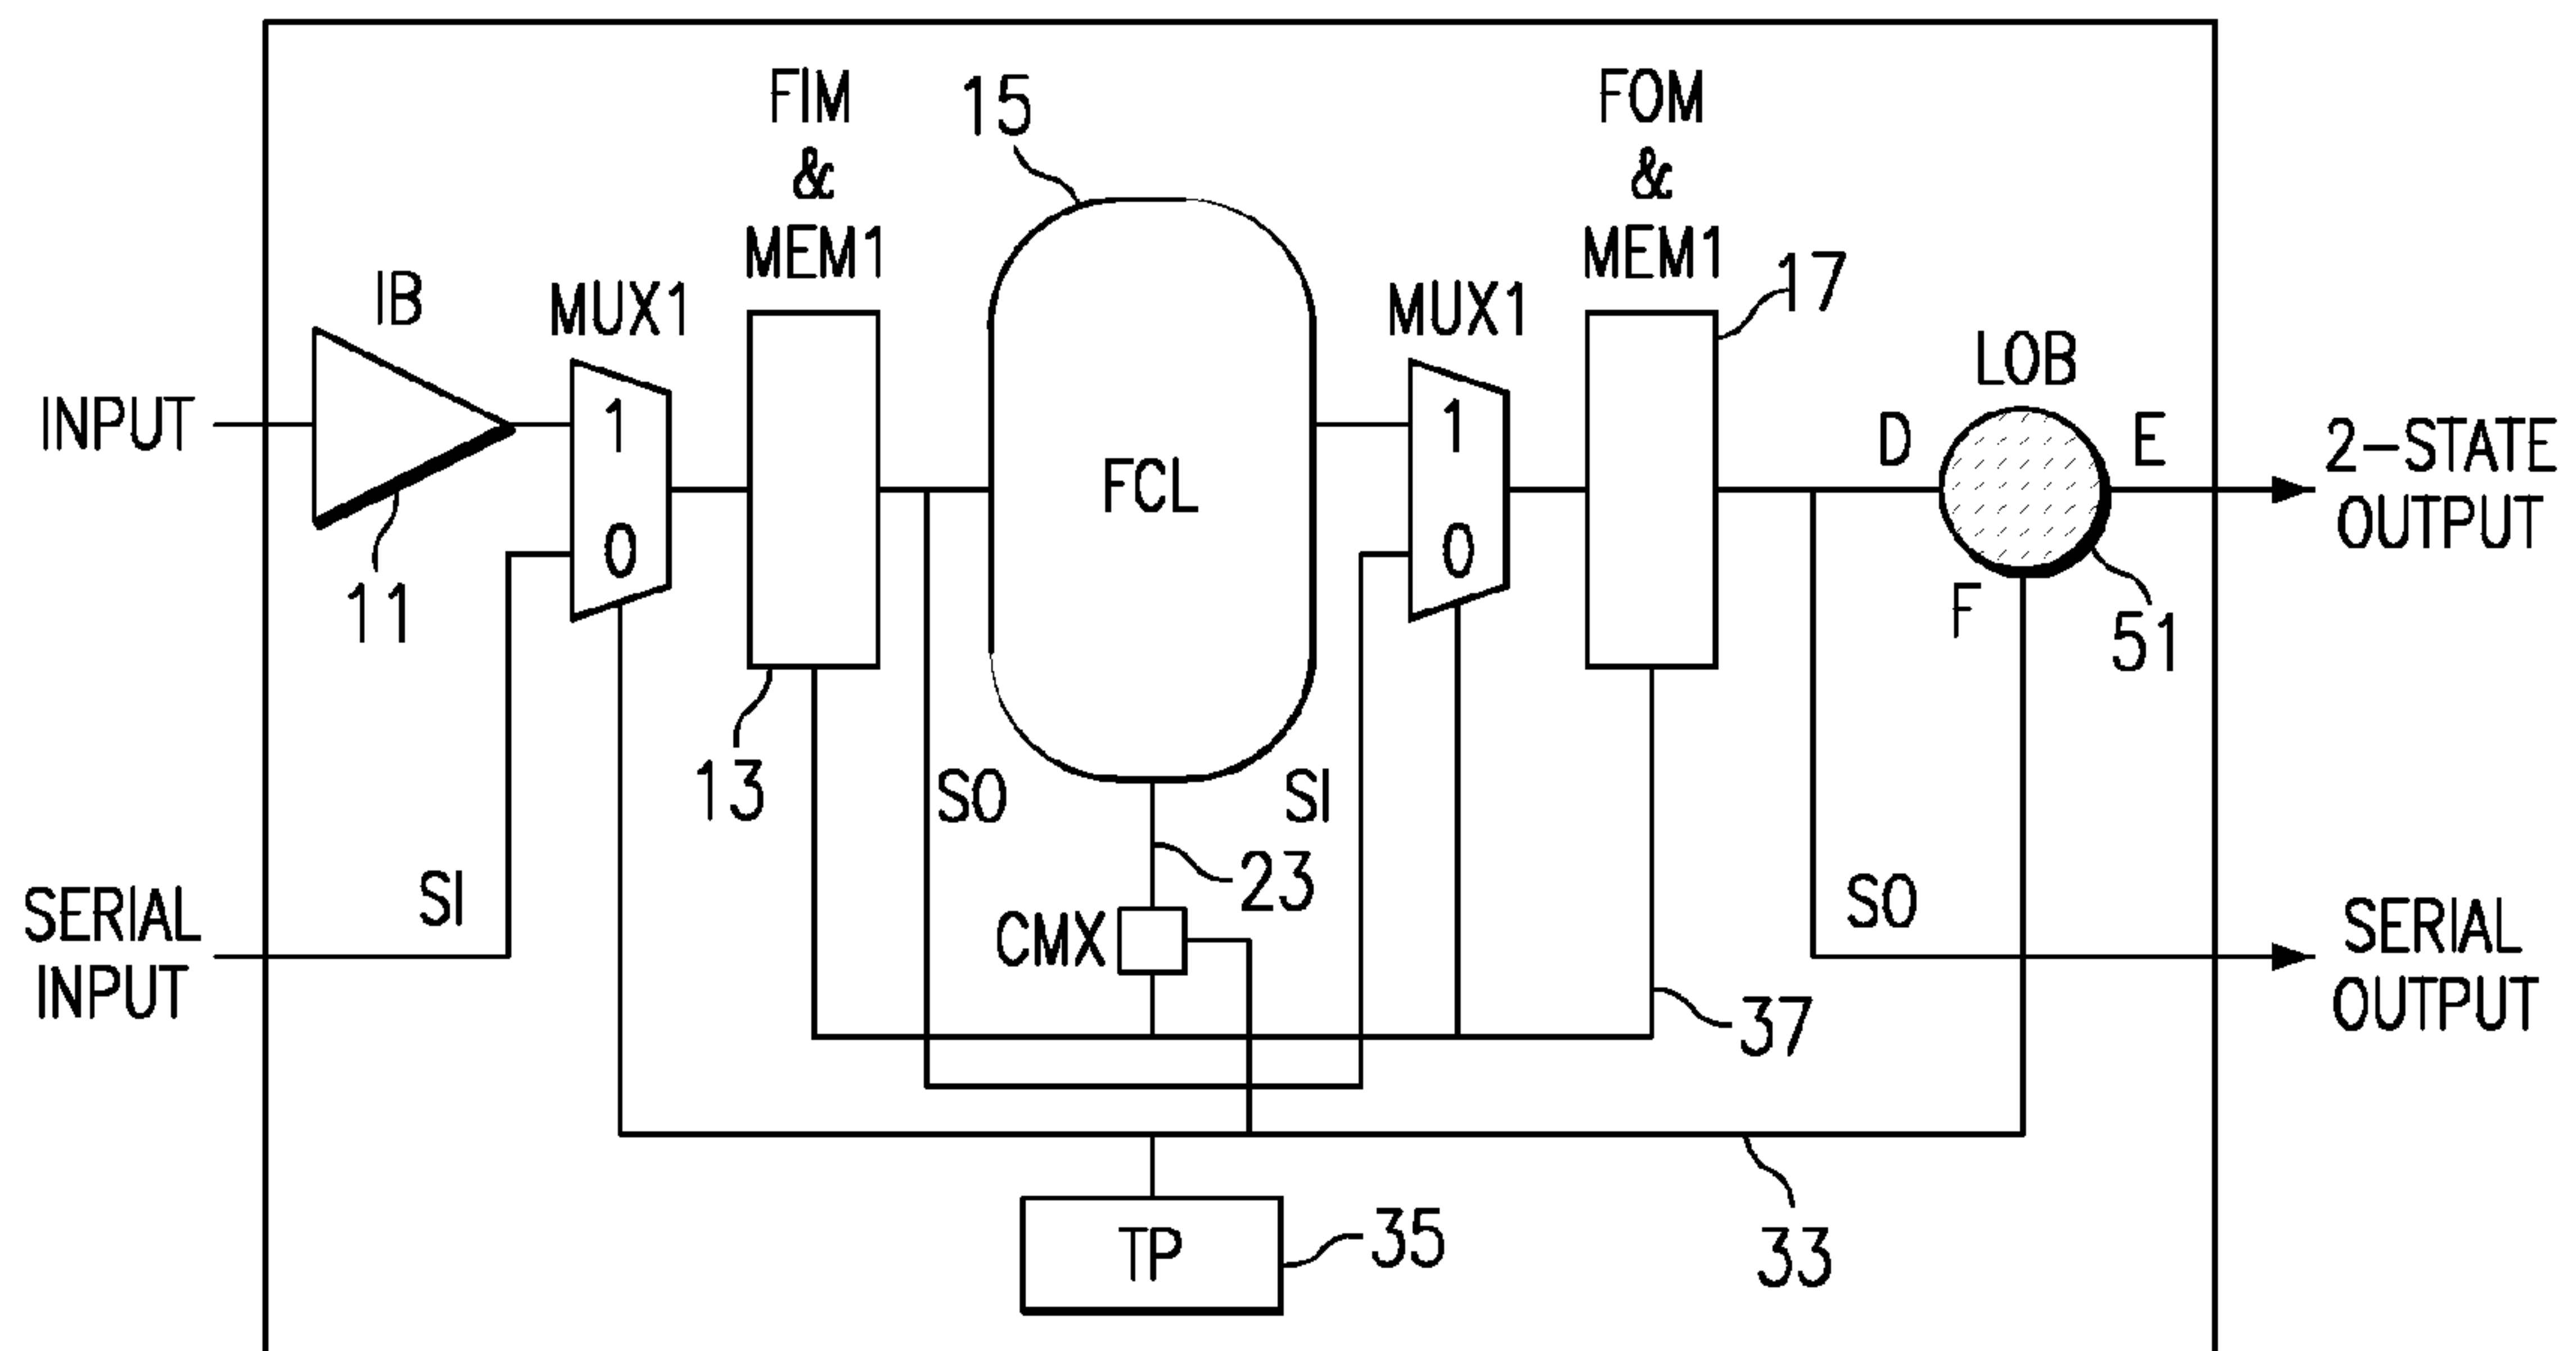 FIM
&
MEM1
15
FOM
&
MEM1
17
IB
MUX1
MUX1
LOB
INPUT
1
0
FCL
1
0
D
E
F
2-STATE
OUTPUT
11
51
13
SO
SI
23
SI
CMX
SO
SERIAL
INPUT
SERIAL
OUTPUT
37
TP
35
33